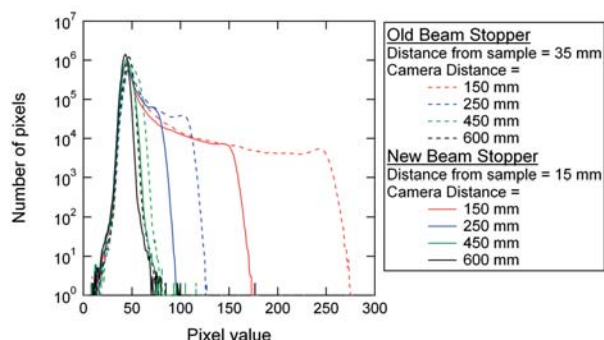 Number of pixels
10⁷
10⁶
10⁵
10⁴
10³
10²
10¹
10⁰
0 50 100 150 200 250 300
Pixel value
Old Beam Stopper
Distance from sample = 35 mm
Camera Distance =
150 mm
250 mm
450 mm
600 mm
New Beam Stopper
Distance from sample = 15 mm
Camera Distance =
150 mm
250 mm
450 mm
600 mm